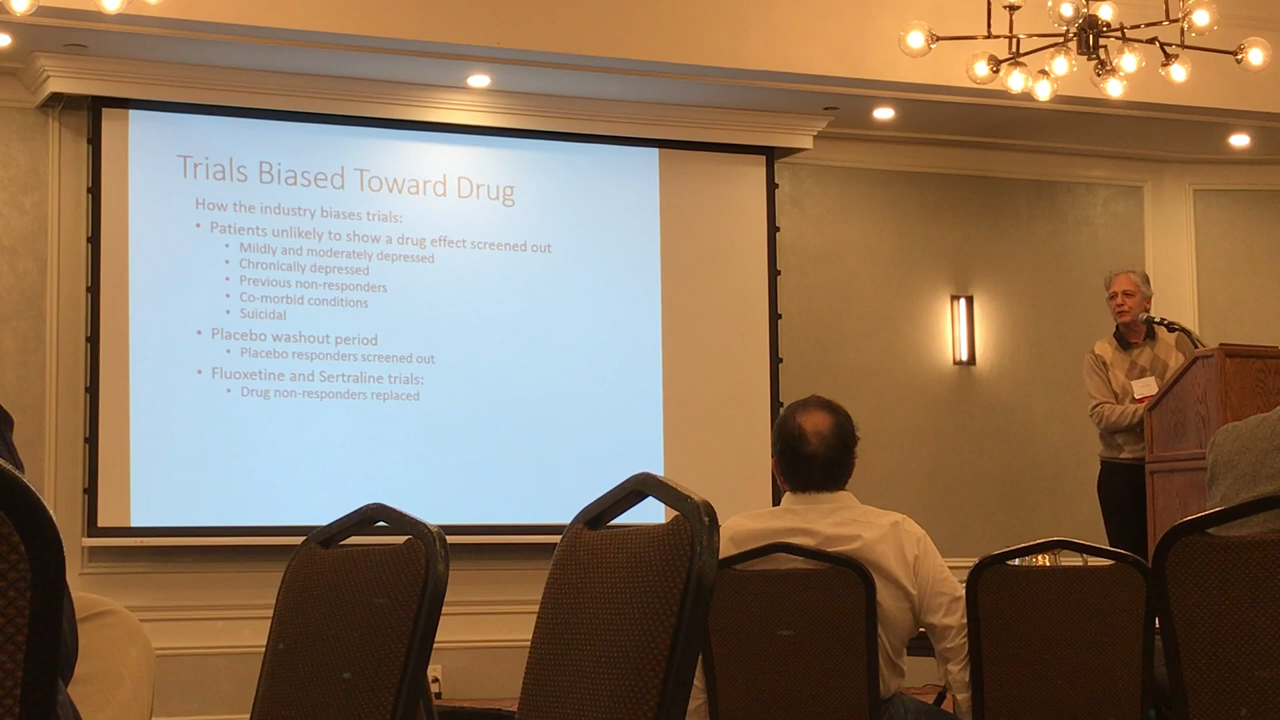 Trials Biased Toward Drug
How the industry biases trials:
• Patients unlikely to show a drug effect screened out
• Mildly and moderately depressed
• Chronically depressed
• Previous non-responders
• Co-morbid conditions
• Suicidal
• Placebo washout period
• Placebo responders screened out
• Fluoxetine and Sertraline trials:
• Drug non-responders replaced